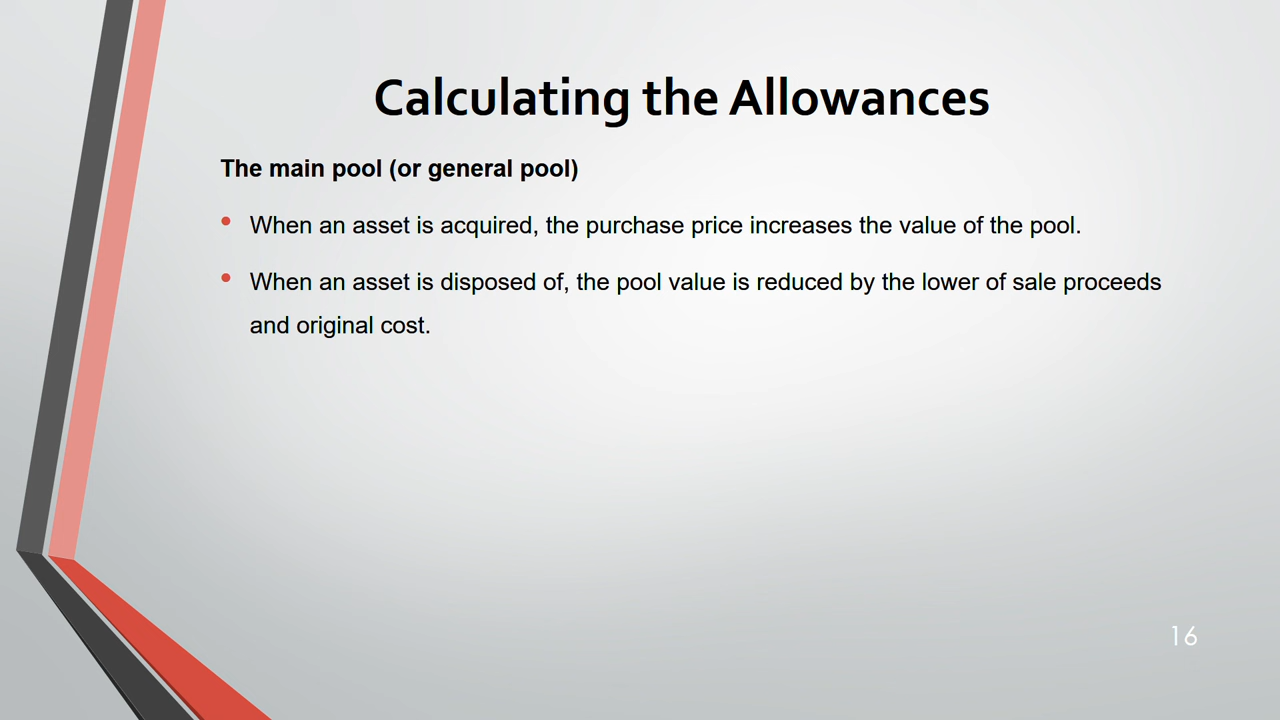 Calculating the Allowances
The main pool (or general pool)
• When an asset is acquired, the purchase price increases the value of the pool.
• When an asset is disposed of, the pool value is reduced by the lower of sale proceeds
and original cost.
16